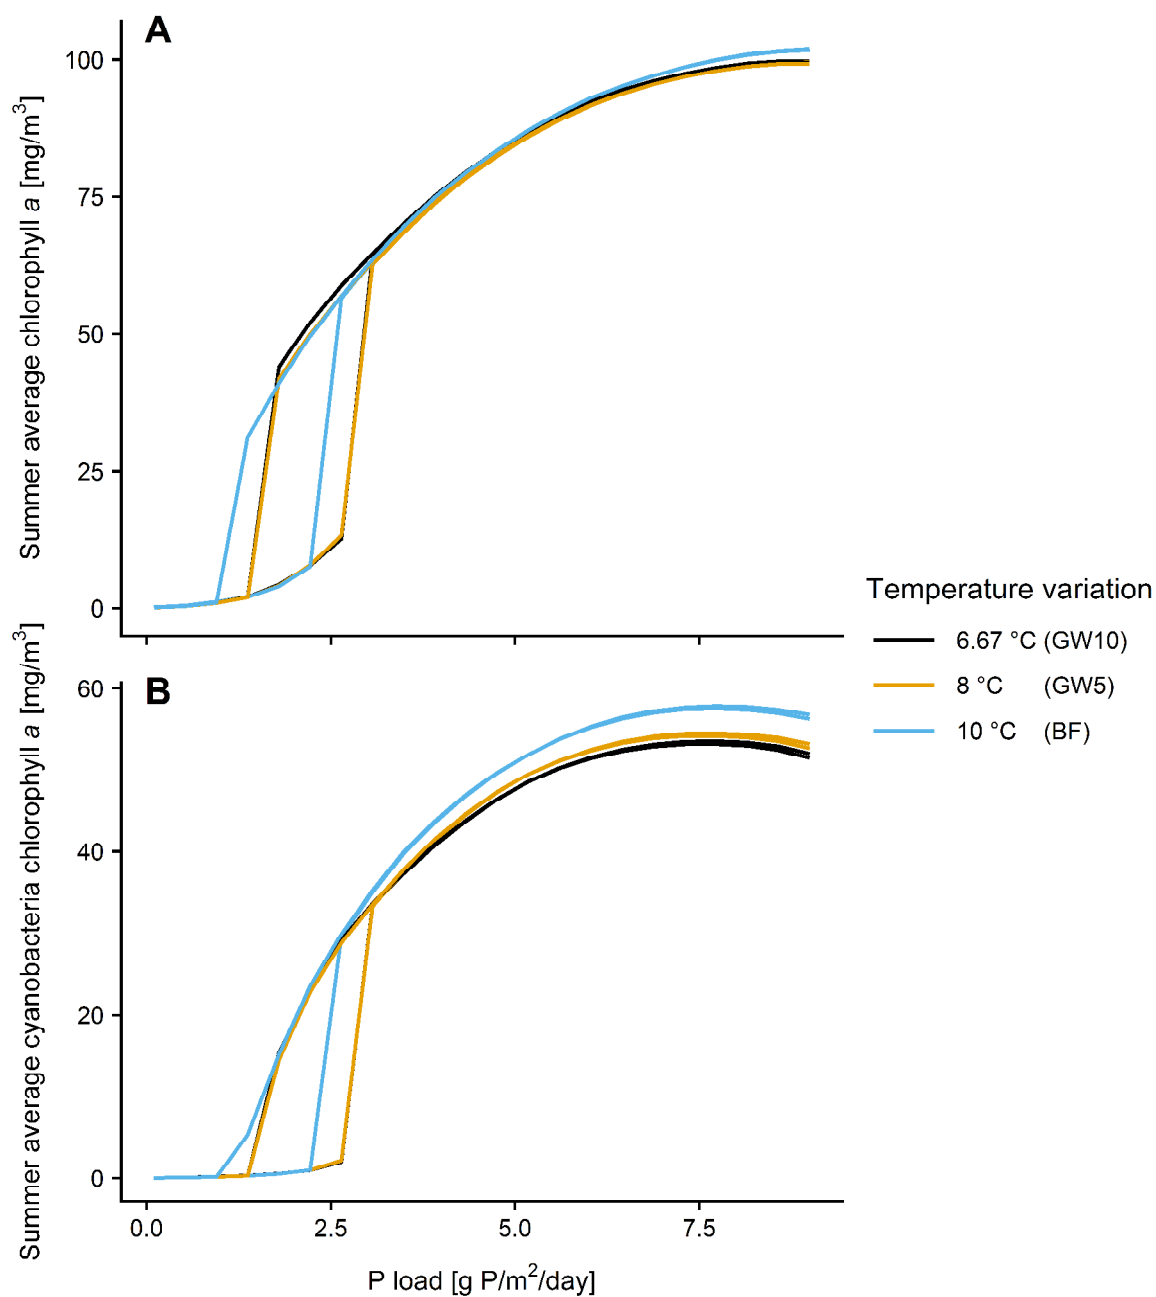 A
Summer average chlorophyll a [mg/m³]
100
75
50
25
0
B
Summer average cyanobacteria chlorophyll a [mg/m³]
60
40
20
0
0.0 2.5 5.0 7.5
P load [g P/m²/day]
Temperature variation
6.67 °C (GW10)
8 °C (GW5)
10 °C (BF)